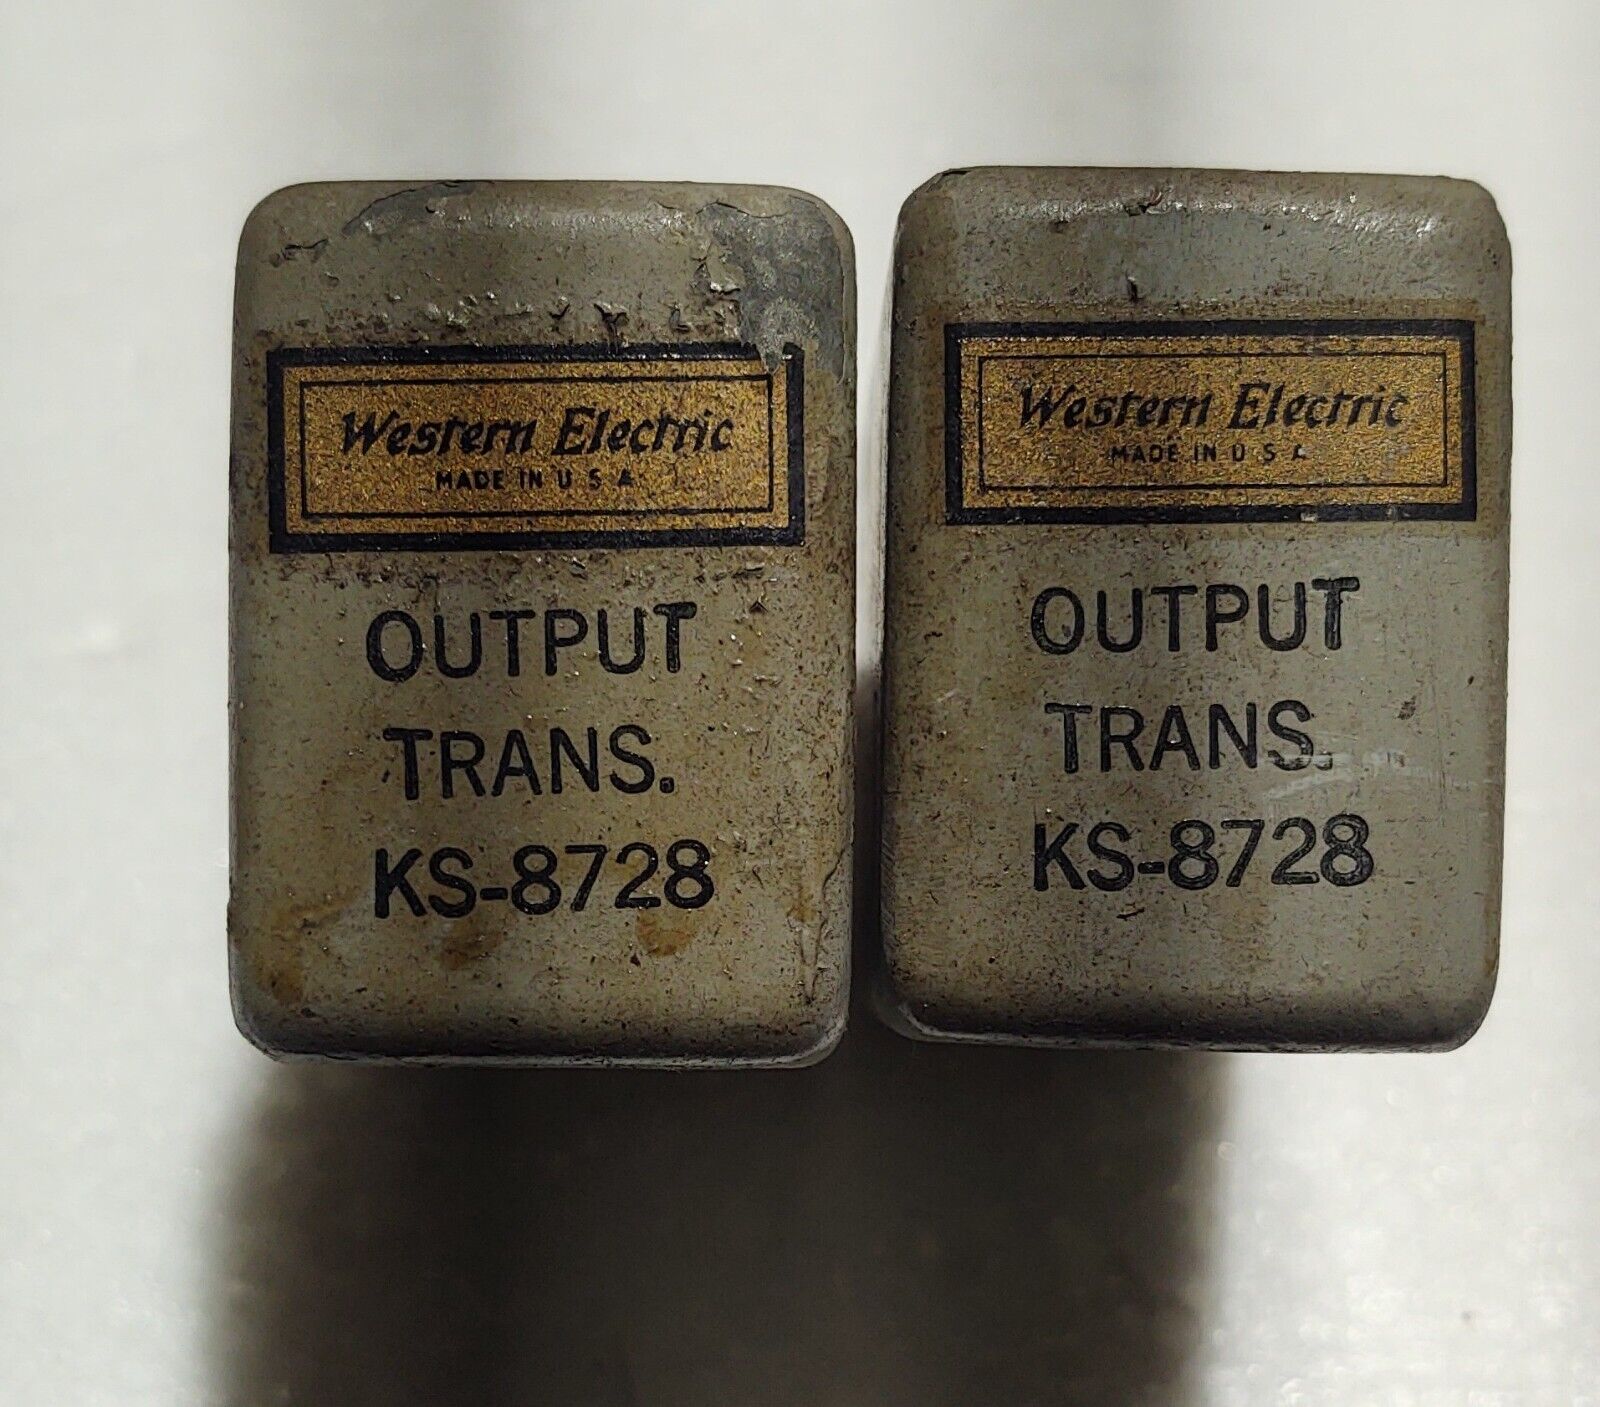 Western Electric
MADE IN U S A
OUTPUT
TRANS.
KS-8728
Western Electric
MADE IN U S A
OUTPUT
TRANS.
KS-8728